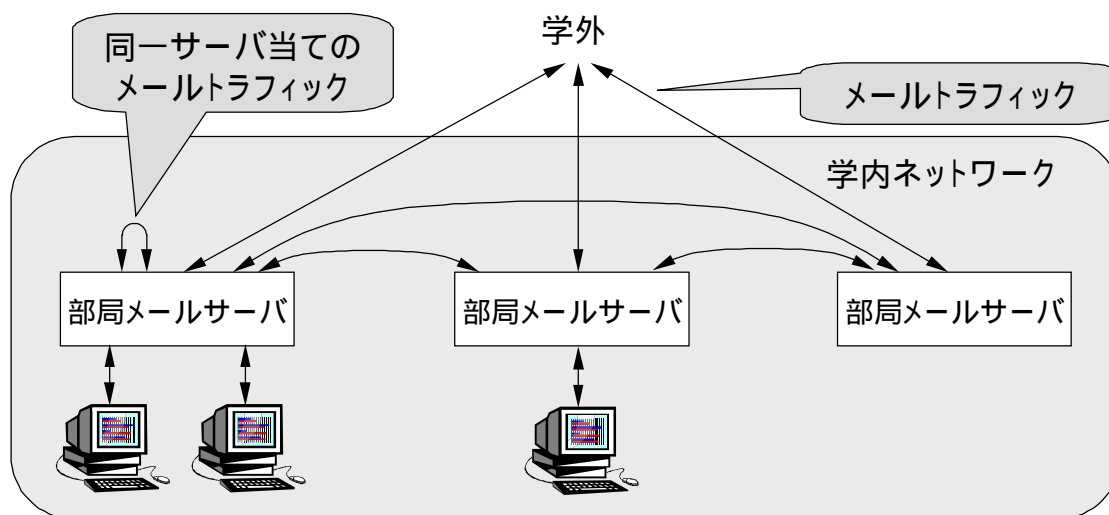 同一サーバ当ての
メールトラフィック
学外
メールトラフィック
学内ネットワーク
部局メールサーバ
部局メールサーバ
部局メールサーバ